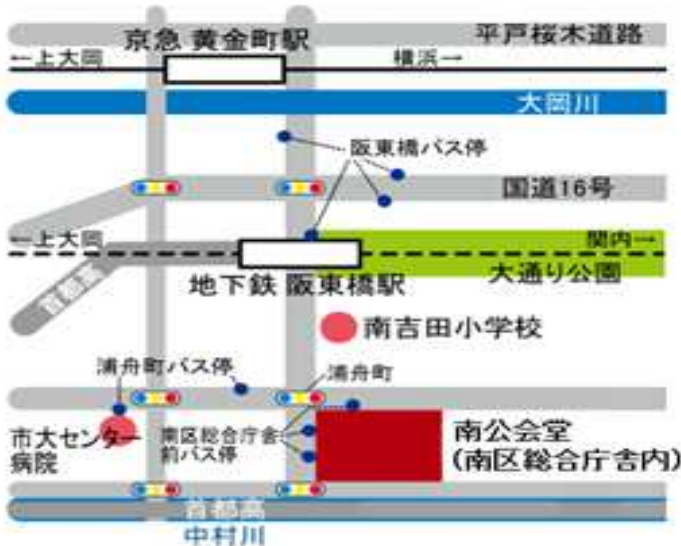 京急 黄金町駅
平戸桜木道路
←上大岡
横浜→
大岡川
阪東橋バス停
国道16号
←上大岡
関内→
首都高
地下鉄 阪東橋駅
大通り公園
南吉田小学校
浦舟町バス停
浦舟町
市大センター
病院
南区総合庁舎
前バス停
南公会堂
(南区総合庁舎内)
首都高
中村川